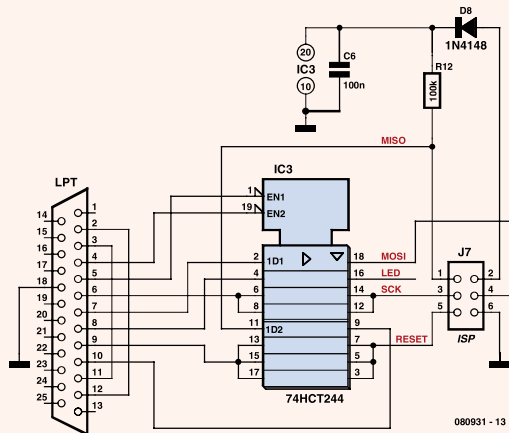 D8
1N4148
20
IC3
10
C6
100n
R12
100k
MISO
IC3
1 EN1
19 EN2
LPT
14 1
15 2
16 3
17 4
18 5
19 6
20 7
21 8
22 9
23 10
24 11
25 12
13
2 1D1 18 MOSI
4 16 LED
6 14 SCK
8 12
11 1D2 9
13 7 RESET
15 5
17 3
74HCT244
J7
1 2
3 4
5 6
ISP
080931 - 13